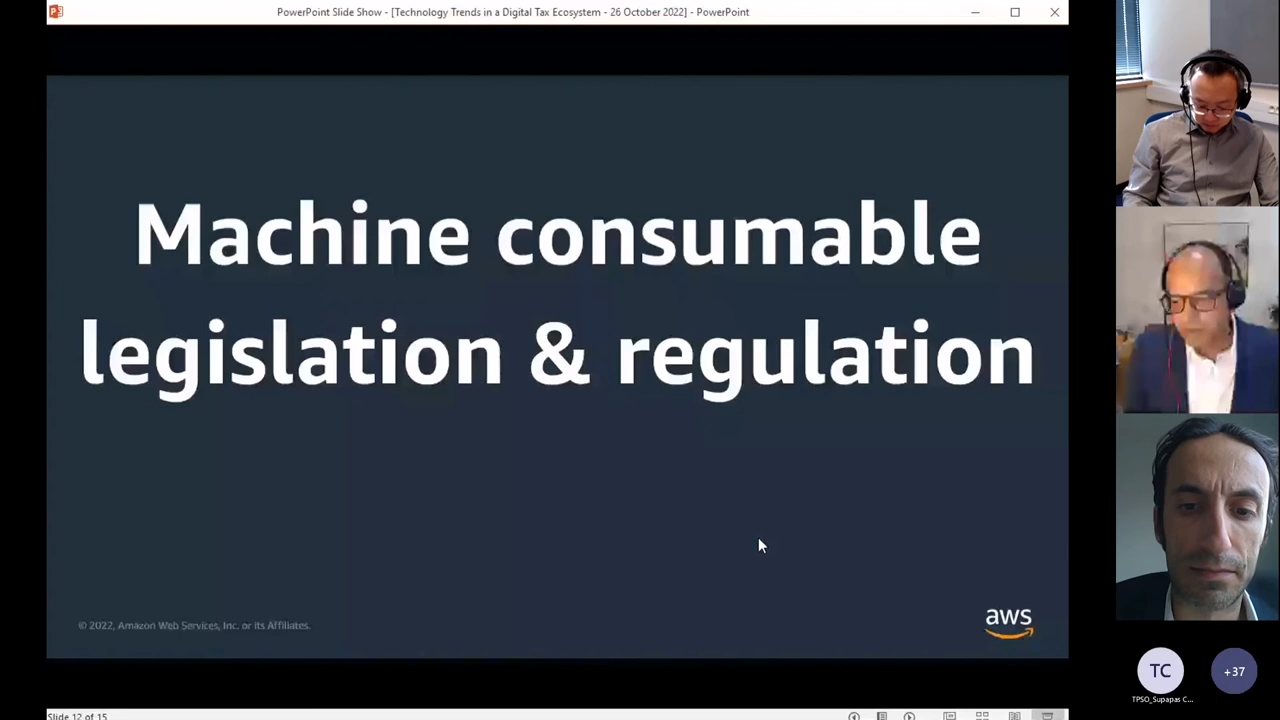 PowerPoint Slide Show - [Technology Trends in a Digital Tax Ecosystem - 26 October 2022] - PowerPoint
Machine consumable
legislation & regulation
© 2022, Amazon Web Services, Inc. or its Affiliates.
aws
TC
+37
TPSO_Supapas C...
Slide 12 of 15